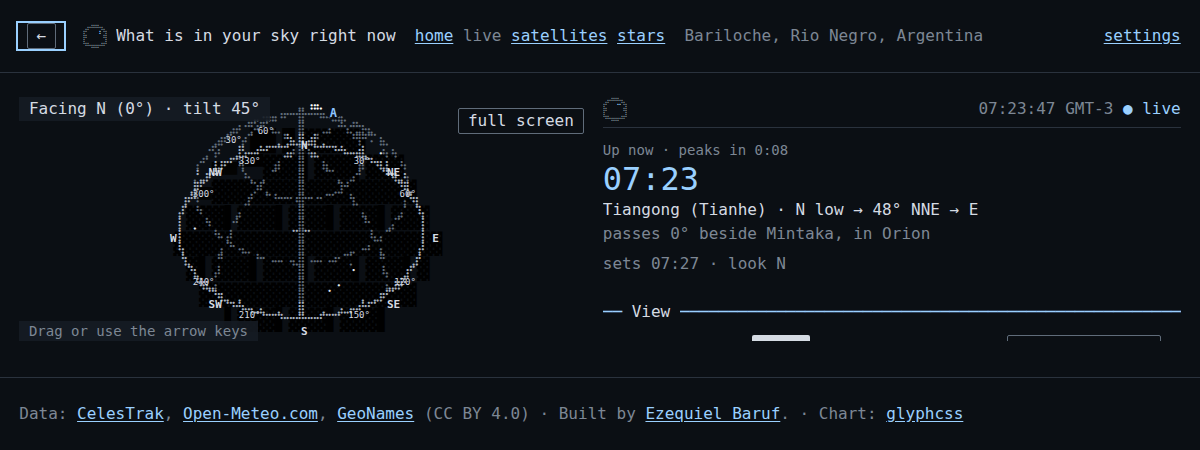 ← What is in your sky right now home live satellites stars Bariloche, Rio Negro, Argentina settings
Facing N (0°) · tilt 45°
full screen
A
60°
30°
N
330°
30°
NW
NE
60°
W
E
120°
SW
SE
210°
150°
S
Drag or use the arrow keys
07:23:47 GMT-3 ● live
Up now · peaks in 0:08
07:23
Tiangong (Tianhe) · N low → 48° NNE → E
passes 0° beside Mintaka, in Orion
sets 07:27 · look N
View
Data: CelesTrak, Open-Meteo.com, GeoNames (CC BY 4.0) · Built by Ezequiel Baruf. · Chart: glyphcss